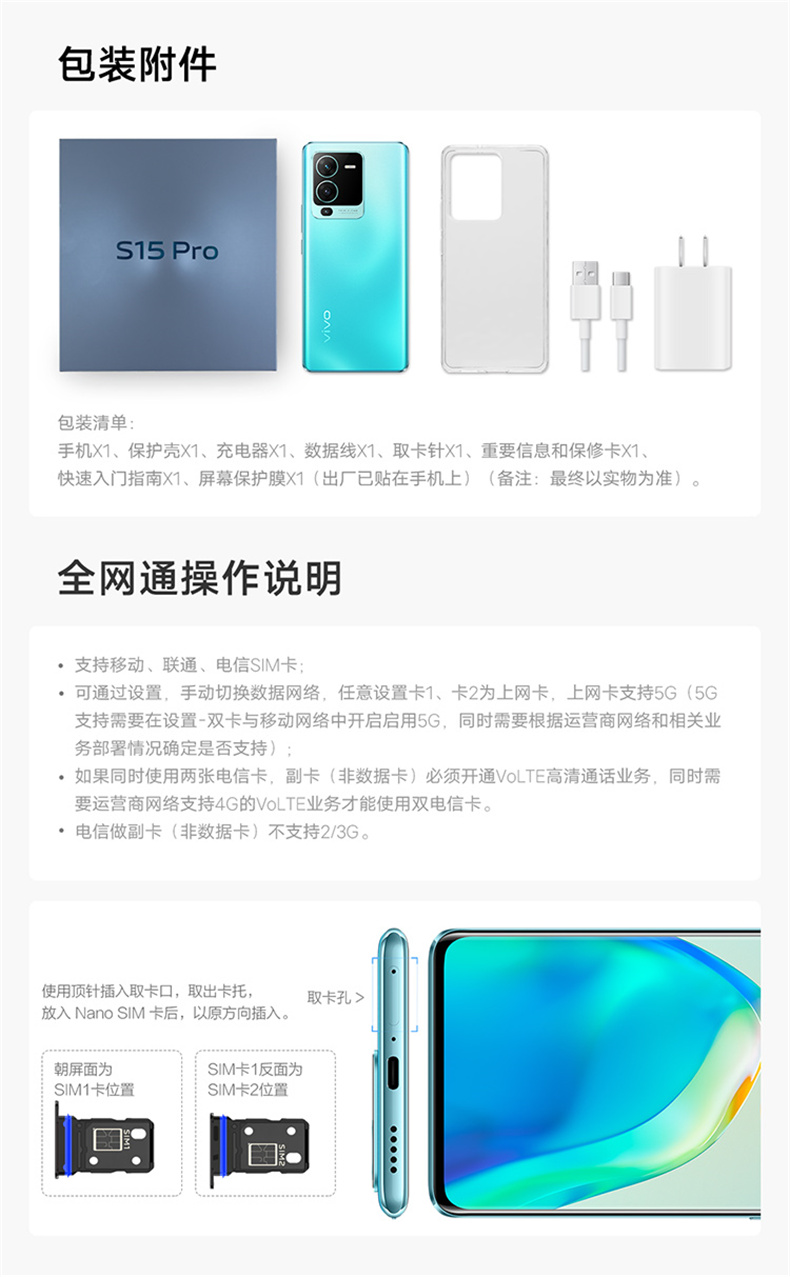 包装附件
S15 Pro
vivo
包装清单：
手机X1、保护壳X1、充电器X1、数据线X1、取卡针X1、重要信息和保修卡X1、
快速入门指南X1、屏幕保护膜X1（出厂已贴在手机上）（备注：最终以实物为准）。
全网通操作说明
• 支持移动、联通、电信SIM卡；
• 可通过设置，手动切换数据网络，任意设置卡1、卡2为上网卡，上网卡支持5G（5G
支持需要在设置-双卡与移动网络中开启启用5G，同时需要根据运营商网络和相关业
务部署情况确定是否支持）；
• 如果同时使用两张电信卡，副卡（非数据卡）必须开通VoLTE高清通话业务，同时需
要运营商网络支持4G的VoLTE业务才能使用双电信卡。
• 电信做副卡（非数据卡）不支持2/3G。
使用顶针插入取卡口，取出卡托，
放入 Nano SIM 卡后，以原方向插入。
取卡孔 >
朝屏面为
SIM1卡位置
SIM卡1反面为
SIM卡2位置
SIM1
SIM2